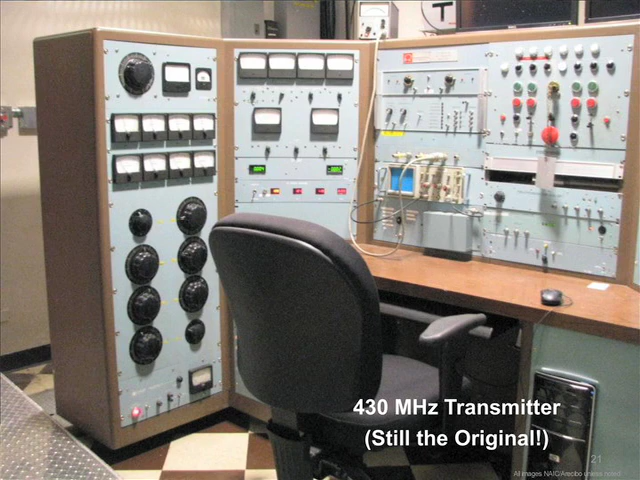 430 MHz Transmitter
(Still the Original!)
21
All images NAIC/Arecibo unless noted